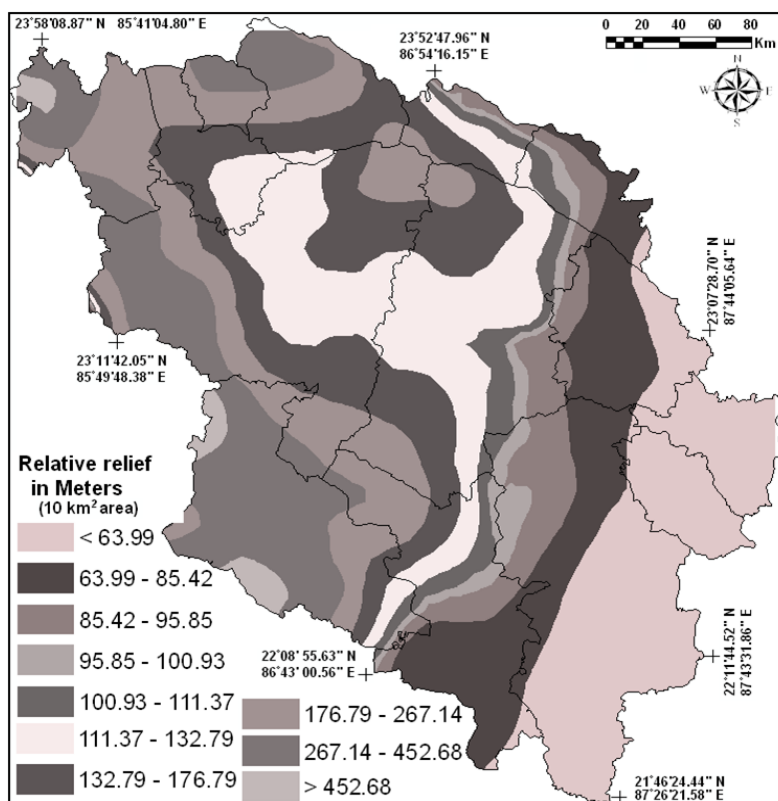 23°58'08.87" N 85°41'04.80" E
23°52'47.96" N
86°54'16.15" E
0 20 40 60 80
Km
N
W E
S
23°07'28.70" N
87°44'05.64" E
23°11'42.05" N
85°49'48.38" E
Relative relief
in Meters
(10 km² area)
< 63.99
63.99 - 85.42
85.42 - 95.85
95.85 - 100.93
100.93 - 111.37
111.37 - 132.79
132.79 - 176.79
176.79 - 267.14
267.14 - 452.68
> 452.68
22°08' 55.63" N
86°43' 00.56" E
22°11'44.52" N
87°43'31.86" E
21°46'24.44" N
87°26'21.58" E